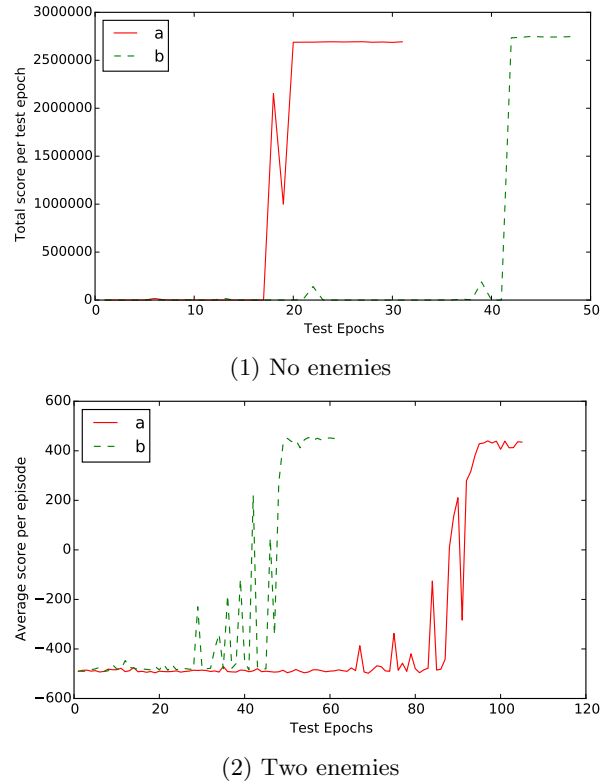 3000000
2500000
2000000
1500000
1000000
500000
0
a
b
Total score per test epoch
0 10 20 30 40 50
Test Epochs
(1) No enemies
600
400
200
0
−200
−400
−600
a
b
Average score per episode
0 20 40 60 80 100 120
Test Epochs
(2) Two enemies